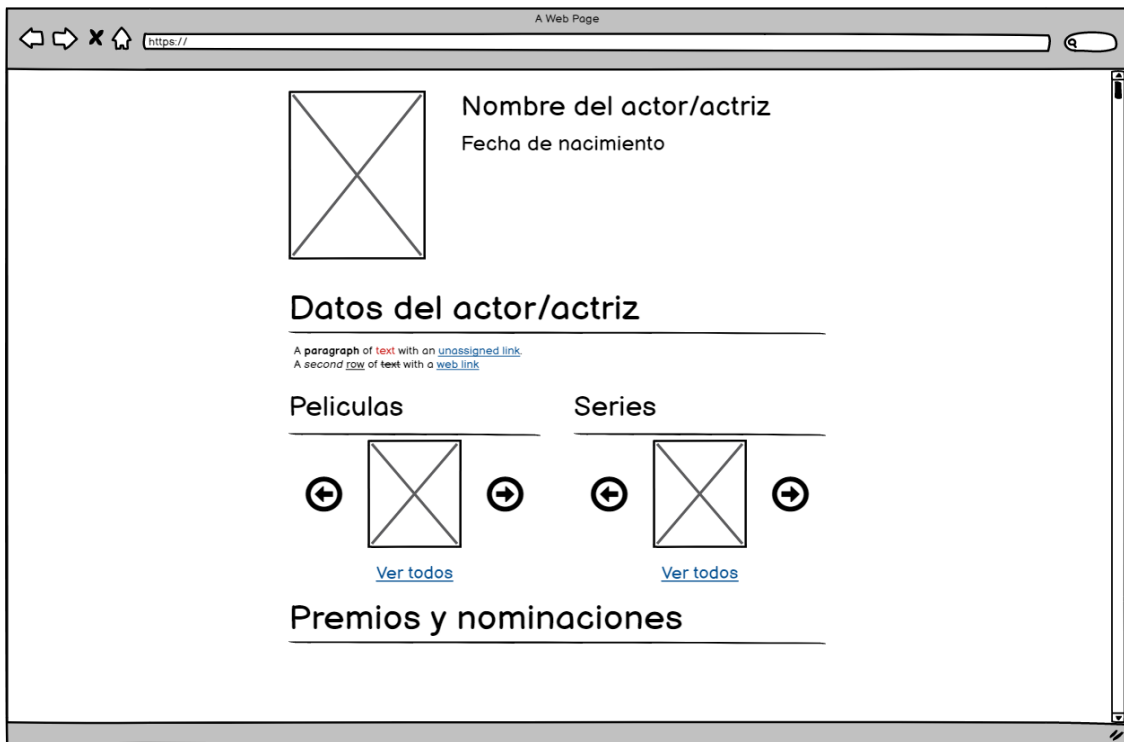 A Web Page
https://
Nombre del actor/actriz
Fecha de nacimiento
Datos del actor/actriz
A paragraph of text with an unassigned link.
A second row of text with a web link
Peliculas
Series
Ver todos
Ver todos
Premios y nominaciones